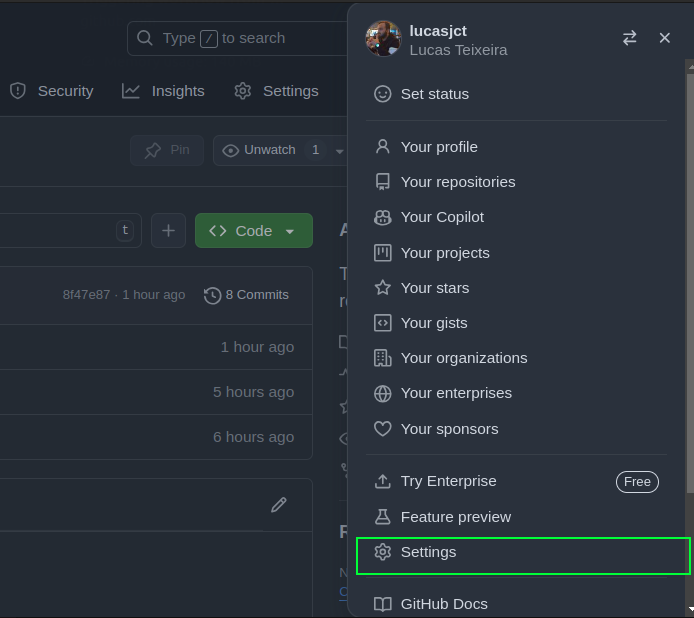 Type / to search
Security
Insights
Settings
Pin
Unwatch 1
t
Code
8f47e87 · 1 hour ago
8 Commits
1 hour ago
5 hours ago
6 hours ago
lucasjct
Lucas Teixeira
Set status
Your profile
Your repositories
Your Copilot
Your projects
Your stars
Your gists
Your organizations
Your enterprises
Your sponsors
Try Enterprise
Free
Feature preview
Settings
GitHub Docs